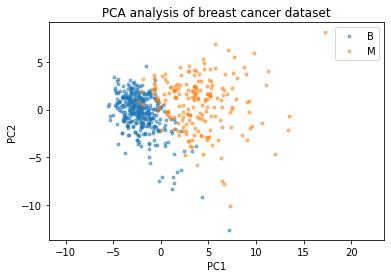 PCA analysis of breast cancer dataset
B
M
5
0
−5
−10
PC2
−10 −5 0 5 10 15 20
PC1